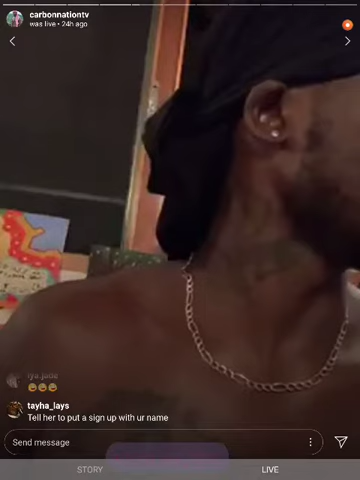 carbonnationtv
was live • 24h ago
tayha_lays
Tell her to put a sign up with ur name
Send message
STORY
LIVE